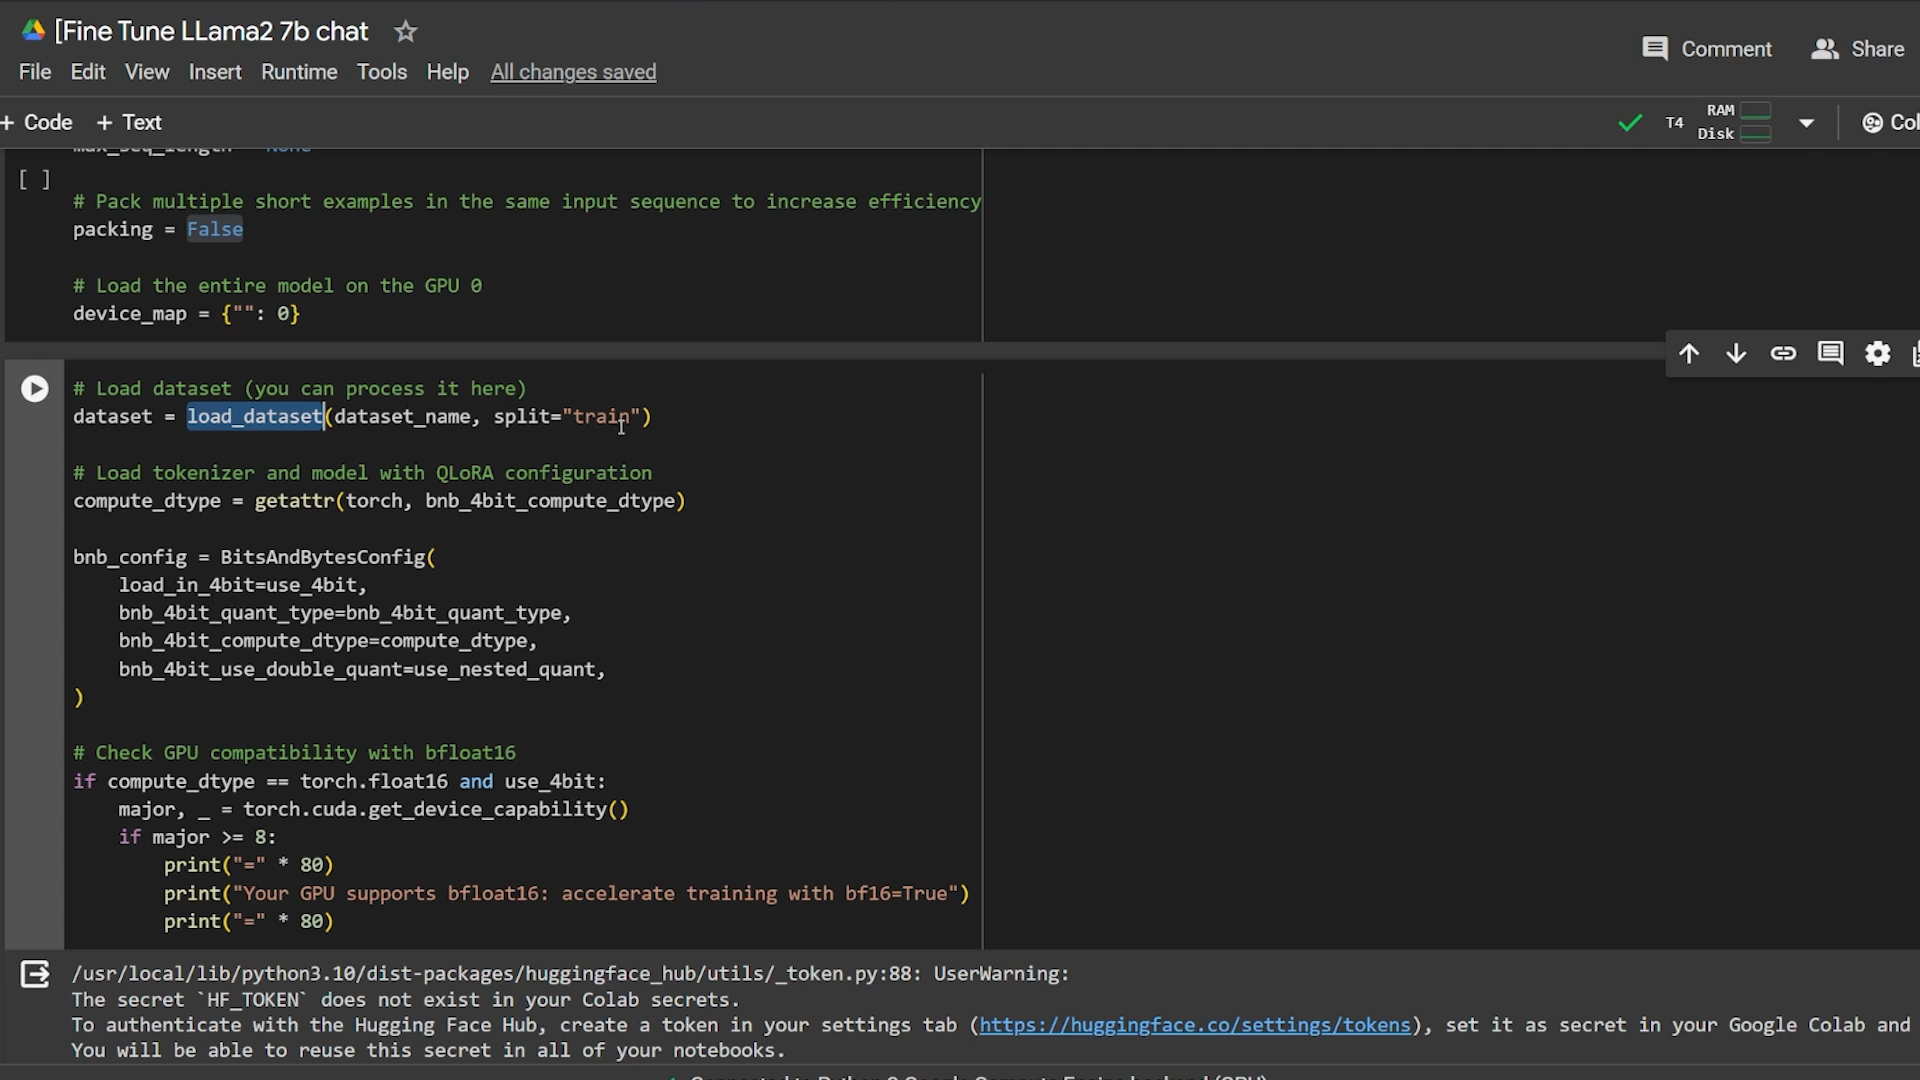 [Fine Tune LLama2 7b chat
File Edit View Insert Runtime Tools Help All changes saved
Comment Share
+ Code + Text
T4 RAM Disk
[ ]
# Pack multiple short examples in the same input sequence to increase efficiency
packing = False
# Load the entire model on the GPU 0
device_map = {"": 0}
# Load dataset (you can process it here)
dataset = load_dataset(dataset_name, split="train")
# Load tokenizer and model with QLoRA configuration
compute_dtype = getattr(torch, bnb_4bit_compute_dtype)
bnb_config = BitsAndBytesConfig(
    load_in_4bit=use_4bit,
    bnb_4bit_quant_type=bnb_4bit_quant_type,
    bnb_4bit_compute_dtype=compute_dtype,
    bnb_4bit_use_double_quant=use_nested_quant,
)
# Check GPU compatibility with bfloat16
if compute_dtype == torch.float16 and use_4bit:
    major, _ = torch.cuda.get_device_capability()
    if major >= 8:
        print("=" * 80)
        print("Your GPU supports bfloat16: accelerate training with bf16=True")
        print("=" * 80)
/usr/local/lib/python3.10/dist-packages/huggingface_hub/utils/_token.py:88: UserWarning:
The secret `HF_TOKEN` does not exist in your Colab secrets.
To authenticate with the Hugging Face Hub, create a token in your settings tab (https://huggingface.co/settings/tokens), set it as secret in your Google Colab and
You will be able to reuse this secret in all of your notebooks.